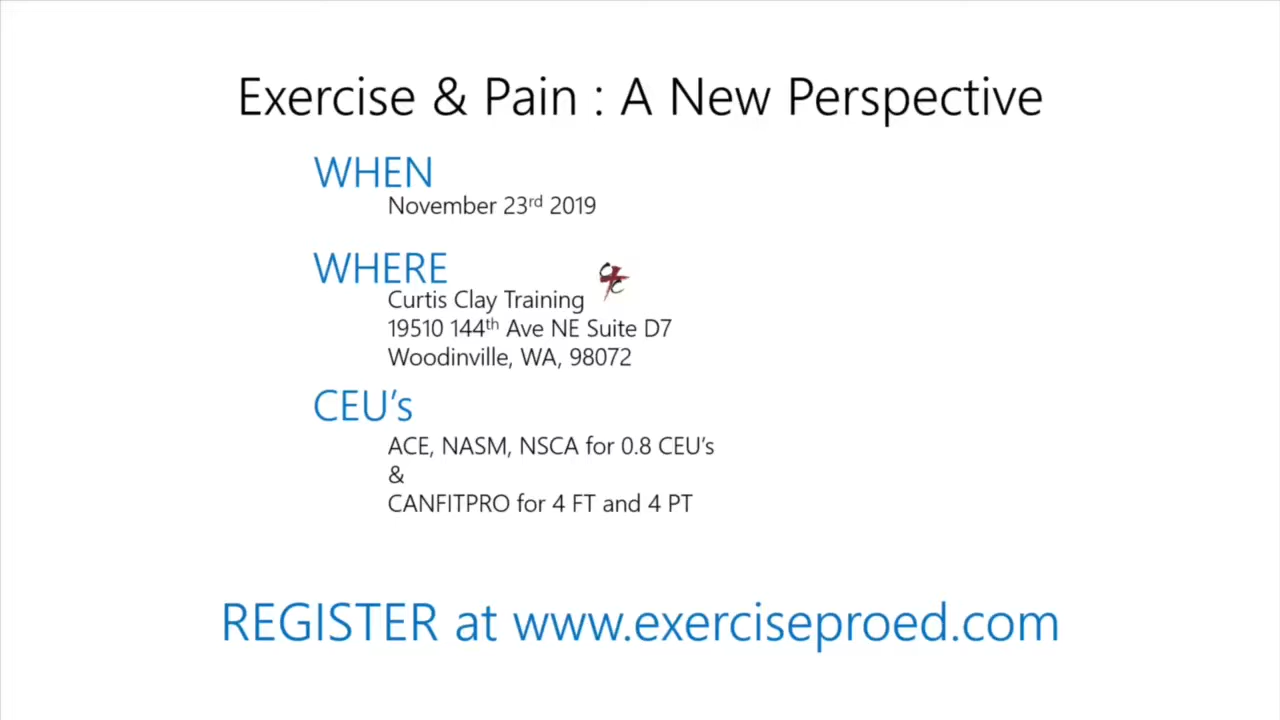 Exercise & Pain : A New Perspective
WHEN
November 23rd 2019
WHERE
Curtis Clay Training
19510 144th Ave NE Suite D7
Woodinville, WA, 98072
CEU's
ACE, NASM, NSCA for 0.8 CEU's
&
CANFITPRO for 4 FT and 4 PT
REGISTER at www.exerciseproed.com